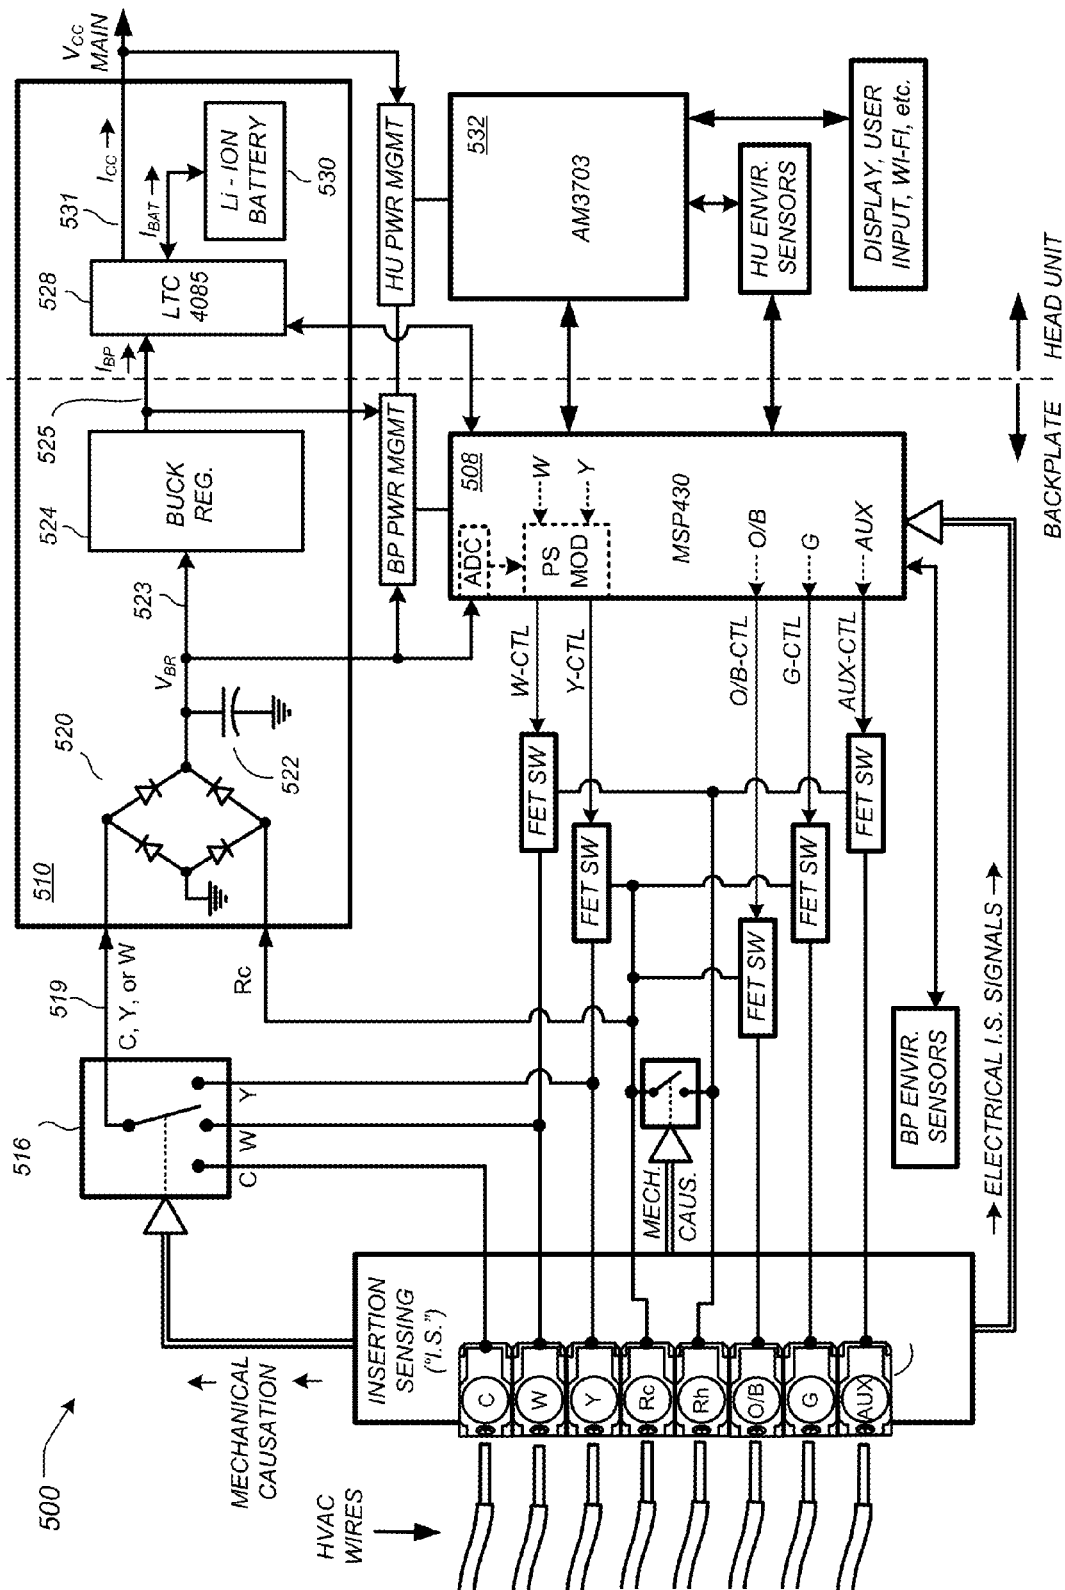 500
HVAC
WIRES
MECHANICAL
CAUSATION
INSERTION
SENSING
("I.S.")
C
W
Y
Rc
Rh
O/B
G
AUX
MECH.
CAUS.
516
C
W
Y
519
C, Y, or W
Rc
510
520
522
VBR
523
524
BUCK
REG.
525
IBP
528
LTC
4085
531
ICC
IBAT
Li - ION
BATTERY
530
VCC
MAIN
BP PWR MGMT
HU PWR MGMT
508
ADC
PS
MOD
W
Y
MSP430
O/B
G
AUX
W-CTL
Y-CTL
O/B-CTL
G-CTL
AUX-CTL
FET SW
FET SW
FET SW
FET SW
FET SW
532
AM3703
HU ENVIR.
SENSORS
DISPLAY, USER
INPUT, WI-FI, etc.
BP ENVIR.
SENSORS
ELECTRICAL I.S. SIGNALS
BACKPLATE
HEAD UNIT